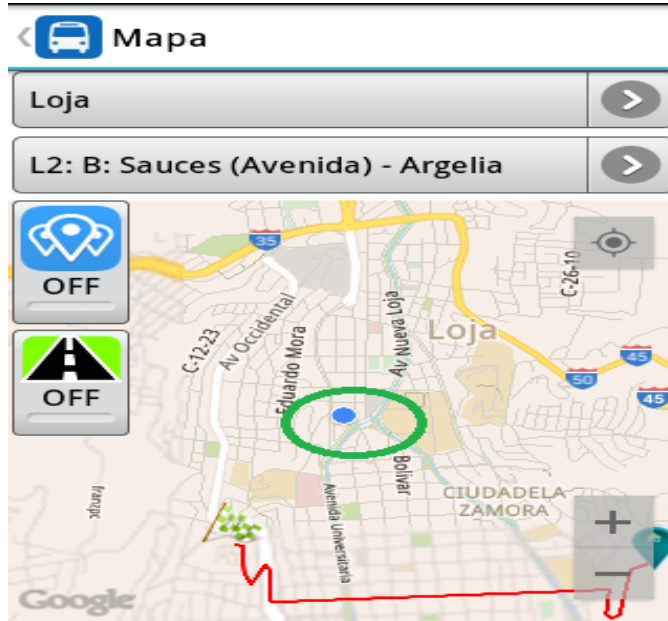 Mapa
Loja
L2: B: Sauces (Avenida) - Argelia
OFF
35
C-26-10
Av Occidental
Eduardo Mora
Av Nueva Loja
Loja
C-12-23
45
50
45
OFF
Bolivar
franzpc
Avenida Universitaria
CIUDADELA
ZAMORA
+
−
Google